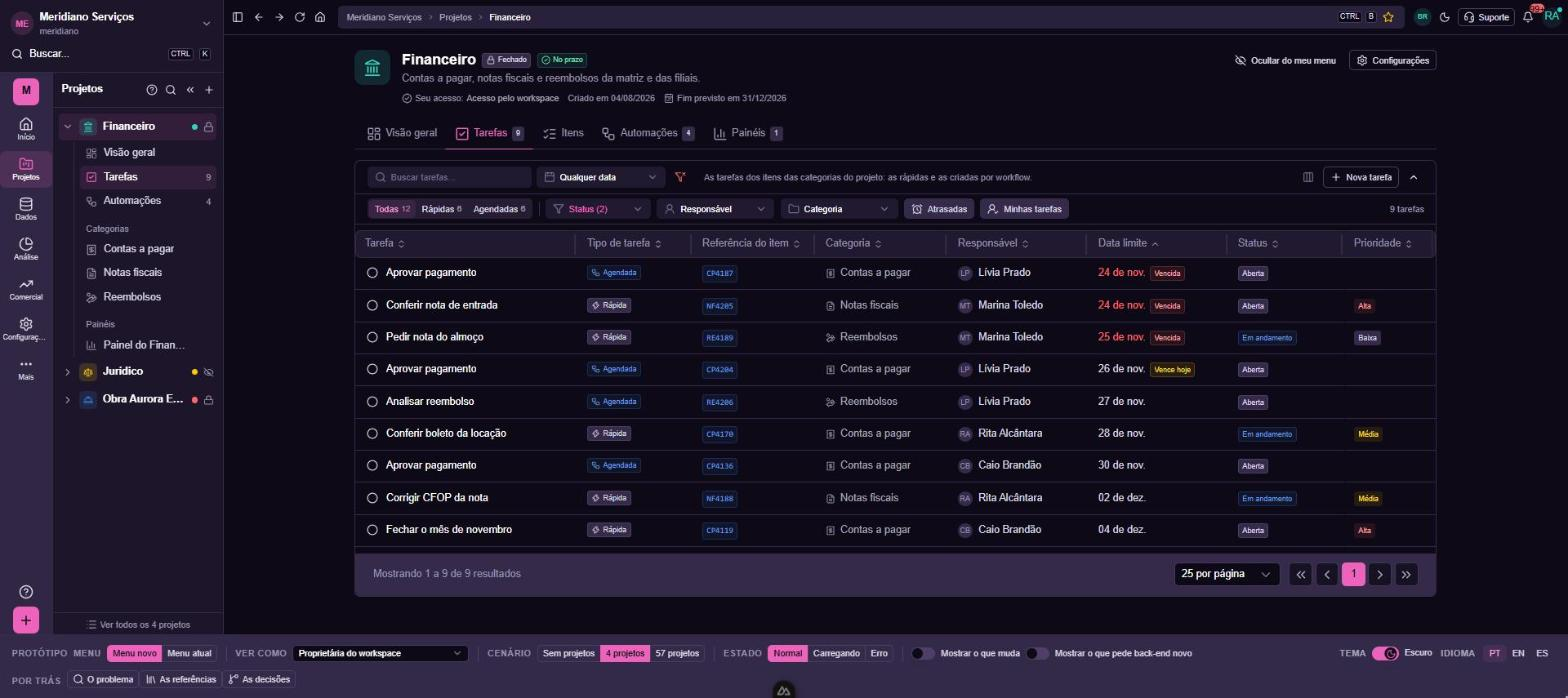 ME Meridiano Serviços
meridiano
Buscar... CTRL K
Meridiano Serviços > Projetos > Financeiro CTRL B
BR Suporte 99+ RA
M
Início
Projetos
Dados
Análise
Comercial
Configuraç...
Mais
Projetos
Financeiro
Visão geral
Tarefas 9
Automações 4
Categorias
Contas a pagar
Notas fiscais
Reembolsos
Painéis
Painel do Finan...
Jurídico
Obra Aurora E...
Ver todos os 4 projetos
Financeiro Fechado No prazo
Contas a pagar, notas fiscais e reembolsos da matriz e das filiais.
Seu acesso: Acesso pelo workspace Criado em 04/08/2026 Fim previsto em 31/12/2026
Ocultar do meu menu Configurações
Visão geral Tarefas 9 Itens Automações 4 Painéis 1
Buscar tarefas... Qualquer data As tarefas dos itens das categorias do projeto: as rápidas e as criadas por workflow. Nova tarefa
Todas 12 Rápidas 6 Agendadas 6 Status (2) Responsável Categoria Atrasadas Minhas tarefas 9 tarefas
Tarefa Tipo de tarefa Referência do item Categoria Responsável Data limite Status Prioridade
Aprovar pagamento Agendada CP4187 Contas a pagar LP Lívia Prado 24 de nov. Vencida Aberta
Conferir nota de entrada Rápida NF4205 Notas fiscais MT Marina Toledo 24 de nov. Vencida Aberta Alta
Pedir nota do almoço Rápida RE4189 Reembolsos MT Marina Toledo 25 de nov. Vencida Em andamento Baixa
Aprovar pagamento Agendada CP4204 Contas a pagar LP Lívia Prado 26 de nov. Vence hoje Aberta
Analisar reembolso Agendada RE4206 Reembolsos LP Lívia Prado 27 de nov. Aberta
Conferir boleto da locação Rápida CP4170 Contas a pagar RA Rita Alcântara 28 de nov. Em andamento Média
Aprovar pagamento Agendada CP4136 Contas a pagar CB Caio Brandão 30 de nov. Aberta
Corrigir CFOP da nota Rápida NF4188 Notas fiscais RA Rita Alcântara 02 de dez. Em andamento Média
Fechar o mês de novembro Rápida CP4119 Contas a pagar CB Caio Brandão 04 de dez. Aberta Alta
Mostrando 1 a 9 de 9 resultados 25 por página 1
PROTÓTIPO MENU Menu novo Menu atual VER COMO Proprietária do workspace CENÁRIO Sem projetos 4 projetos 57 projetos ESTADO Normal Carregando Erro Mostrar o que muda Mostrar o que pede back-end novo TEMA Escuro IDIOMA PT EN ES
POR TRÁS O problema As referências As decisões